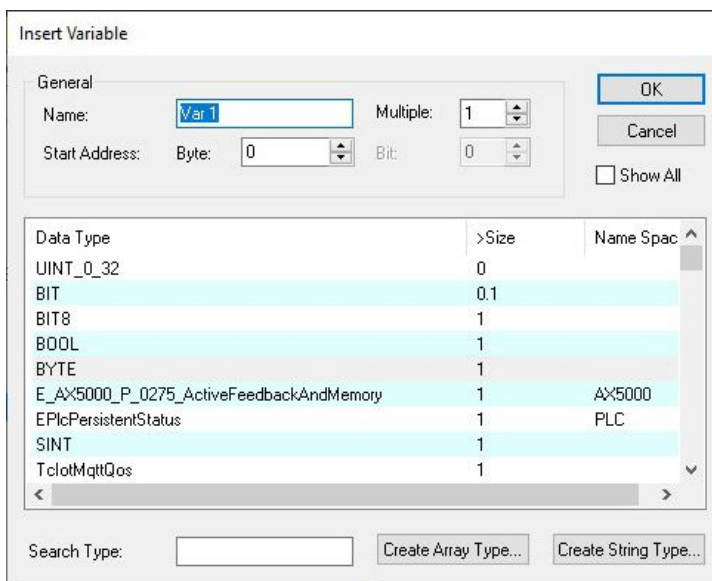 Insert Variable
General
Name: Var 1 Multiple: 1 OK
Start Address: Byte: 0 Bit: 0 Cancel
Show All
Data Type >Size Name Spac
UINT_0_32 0
BIT 0.1
BIT8 1
BOOL 1
BYTE 1
E_AX5000_P_0275_ActiveFeedbackAndMemory 1 AX5000
EPlcPersistentStatus 1 PLC
SINT 1
TcIotMqttQos 1
Search Type: Create Array Type... Create String Type...